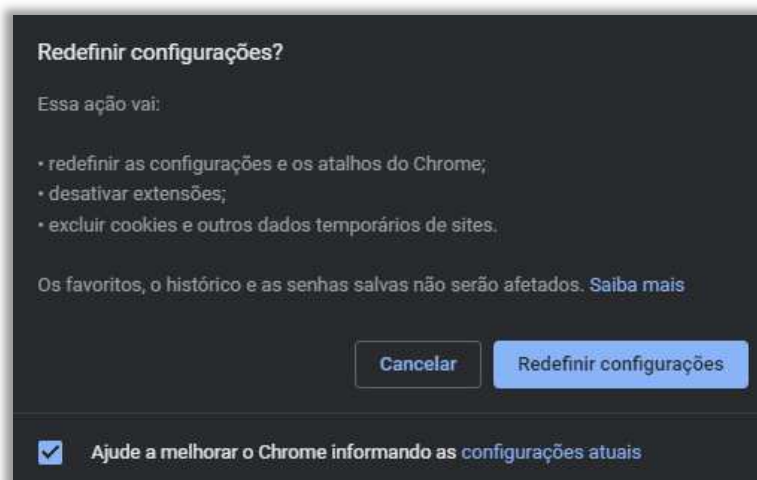 Redefinir configurações?
Essa ação vai:
• redefinir as configurações e os atalhos do Chrome;
• desativar extensões;
• excluir cookies e outros dados temporários de sites.
Os favoritos, o histórico e as senhas salvas não serão afetados. Saiba mais
Cancelar Redefinir configurações
Ajude a melhorar o Chrome informando as configurações atuais